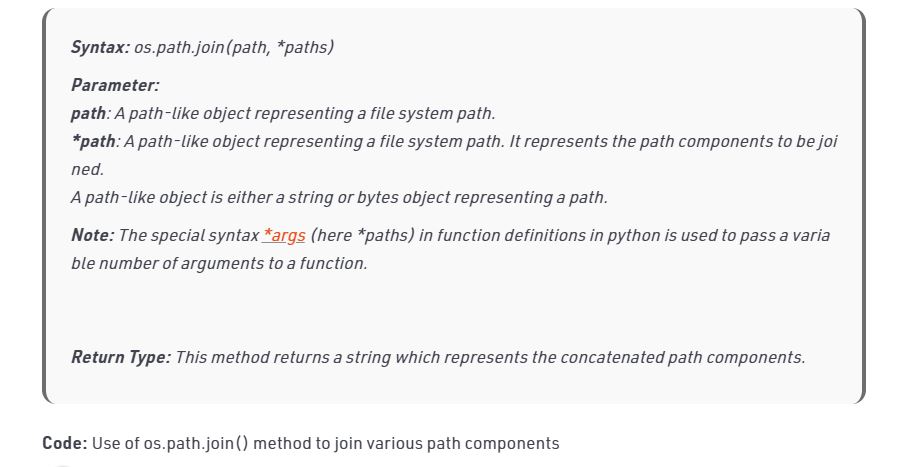 Syntax: os.path.join(path, *paths)
Parameter:
path: A path-like object representing a file system path.
*path: A path-like object representing a file system path. It represents the path components to be joi
ned.
A path-like object is either a string or bytes object representing a path.
Note: The special syntax *args (here *paths) in function definitions in python is used to pass a varia
ble number of arguments to a function.
Return Type: This method returns a string which represents the concatenated path components.
Code: Use of os.path.join() method to join various path components